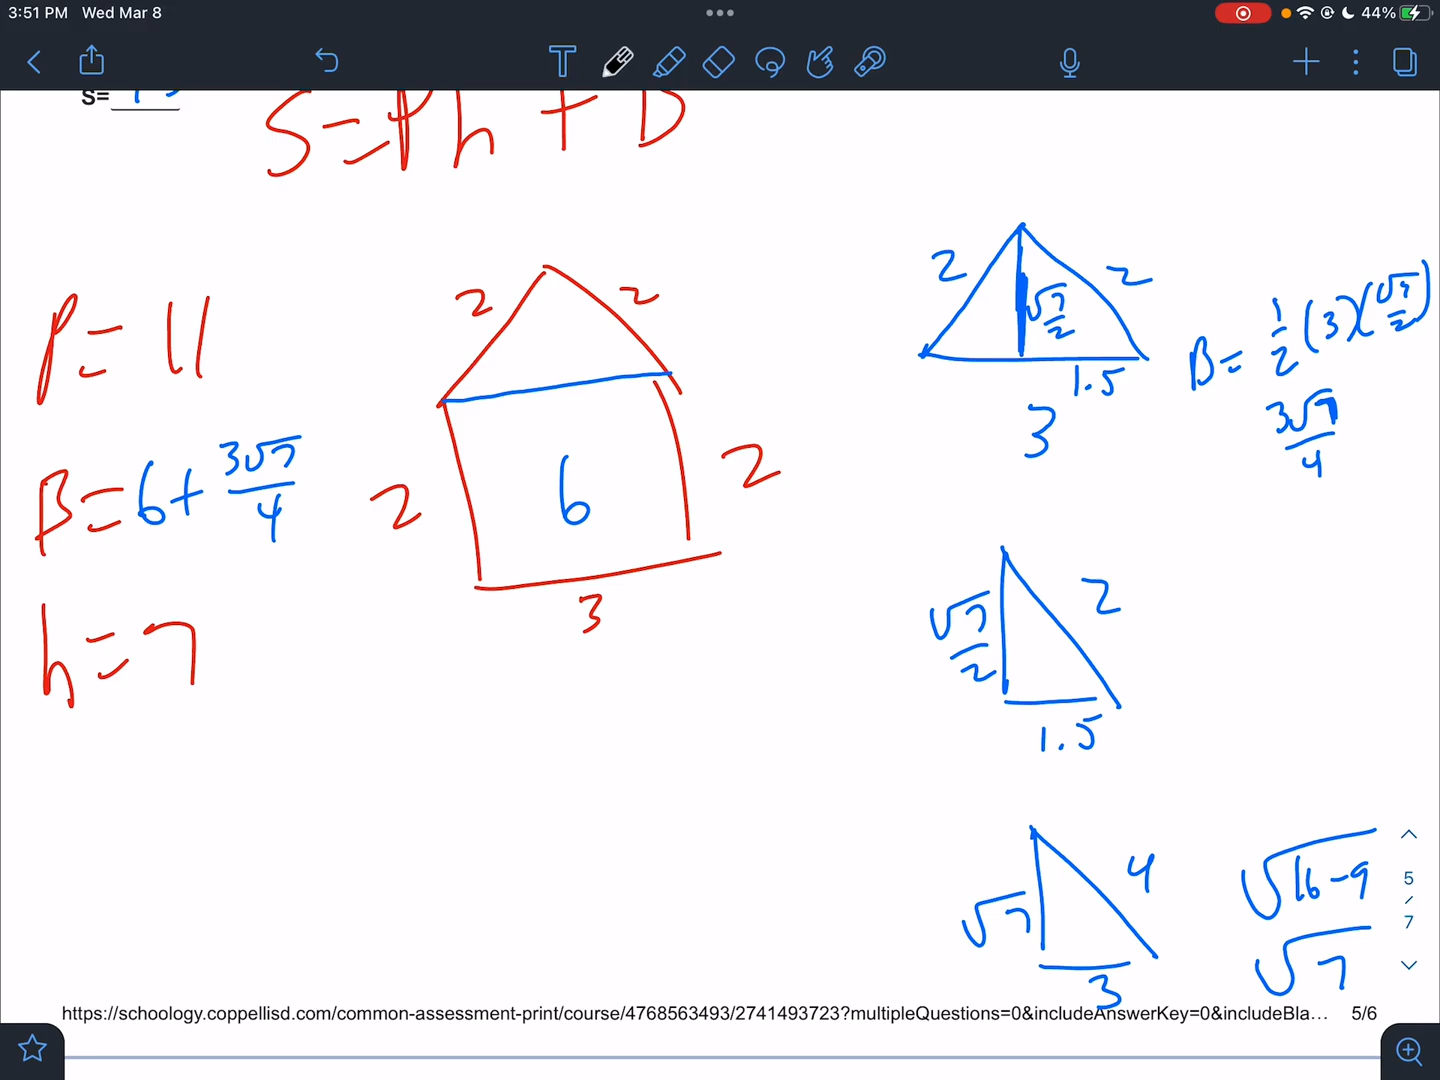 3:51 PM Wed Mar 8
44%
S=
S=Ph + B
P= 11
B= 6+ 3√7/4
h= 7
2 2
2 6 2
3
2 2
√7/2
1.5
3
B= 1/2 (3)(√7/2)
3√7/4
√7/2 2
1.5
√7 4
3
√16-9
√7
5
/
7
https://schoology.coppellisd.com/common-assessment-print/course/4768563493/2741493723?multipleQuestions=0&includeAnswerKey=0&includeBla… 5/6